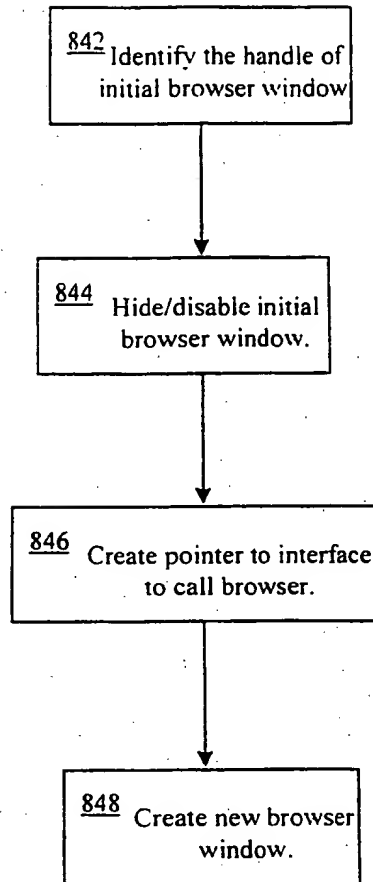 842 Identify the handle of
initial browser window
844 Hide/disable initial
browser window.
846 Create pointer to interface
to call browser.
848 Create new browser
window.